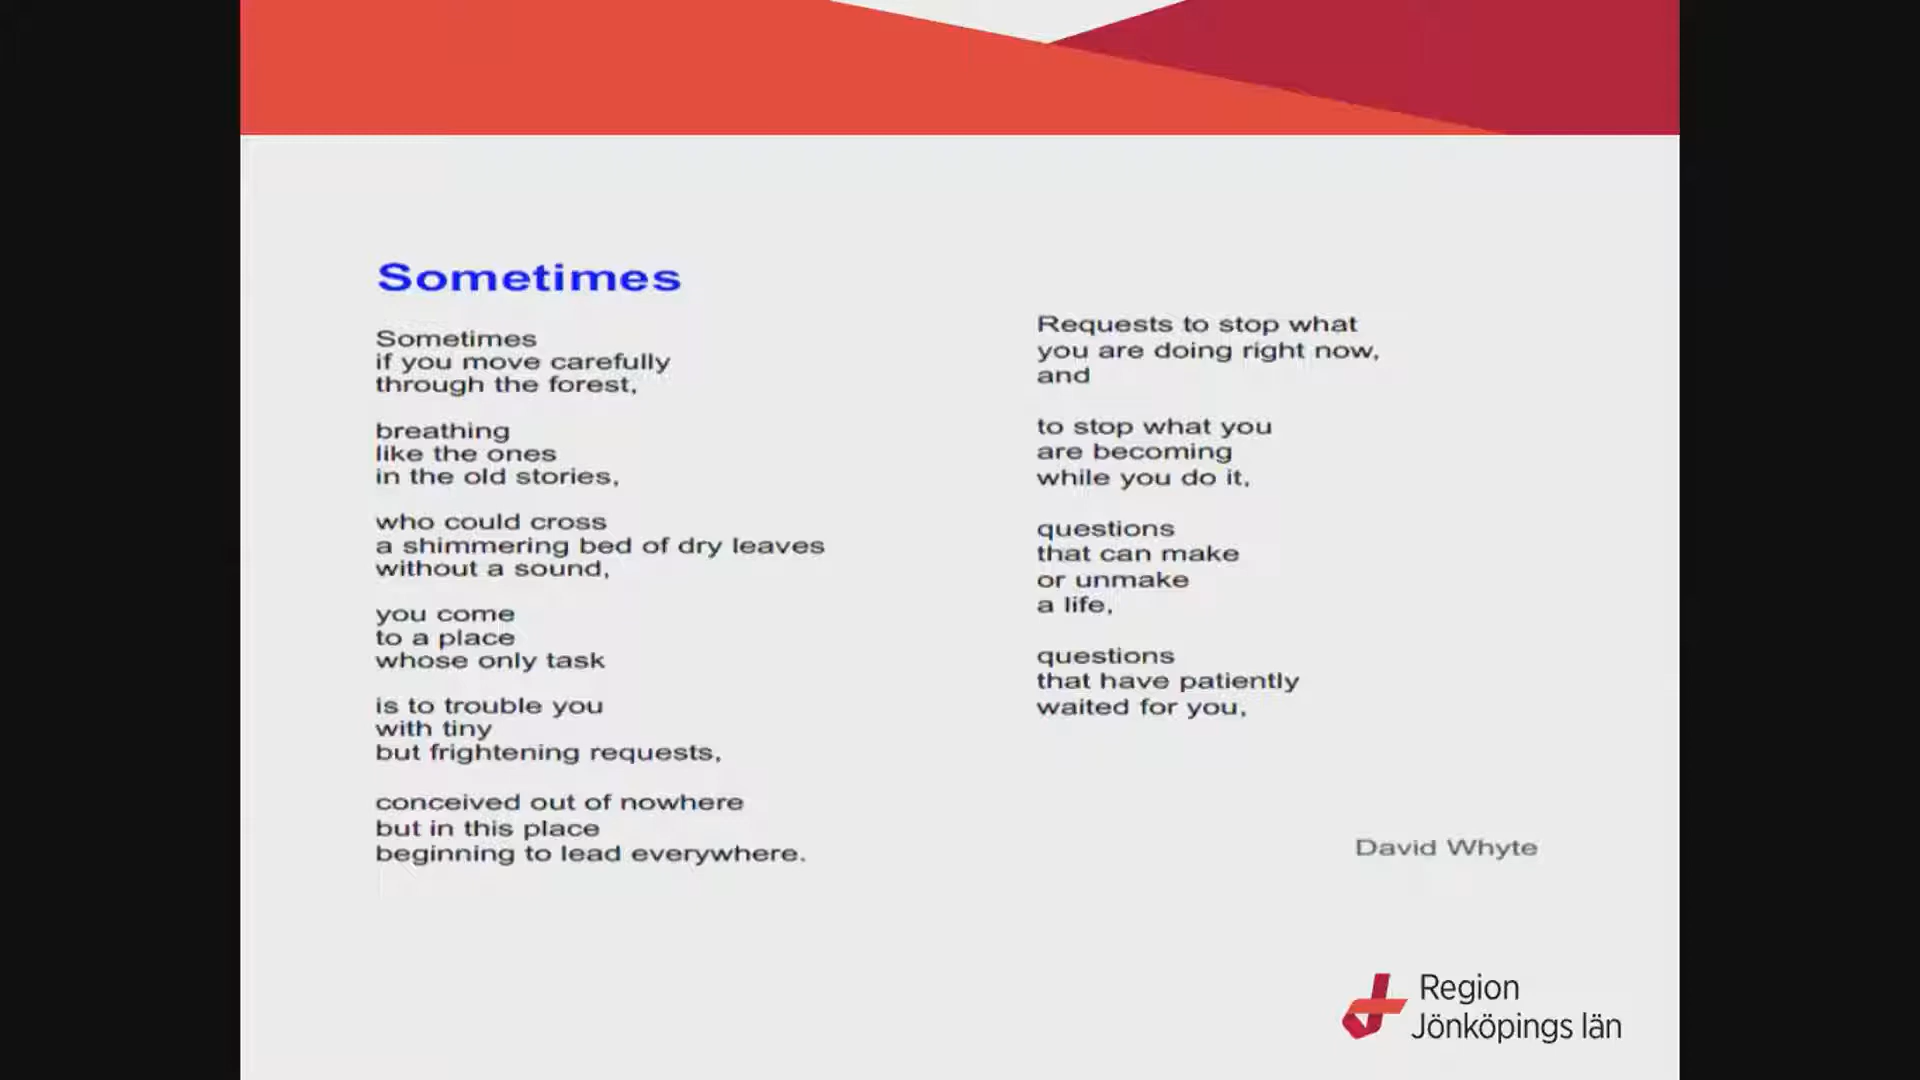 Sometimes
Sometimes
if you move carefully
through the forest,
breathing
like the ones
in the old stories,
who could cross
a shimmering bed of dry leaves
without a sound,
you come
to a place
whose only task
is to trouble you
with tiny
but frightening requests,
conceived out of nowhere
but in this place
beginning to lead everywhere.
Requests to stop what
you are doing right now,
and
to stop what you
are becoming
while you do it,
questions
that can make
or unmake
a life,
questions
that have patiently
waited for you,
David Whyte
Region
Jönköpings län